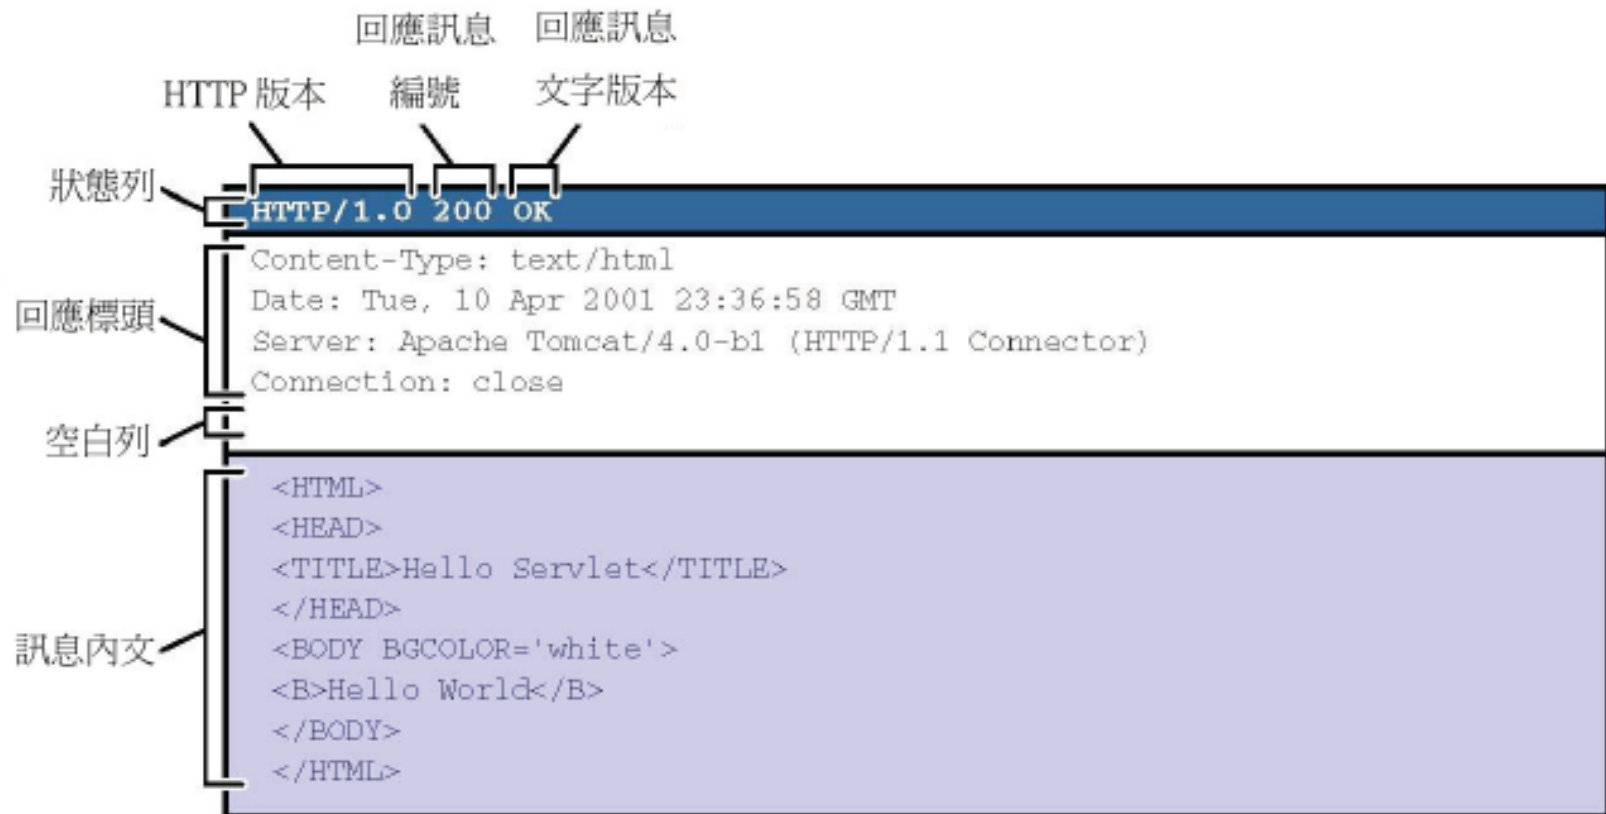 回應訊息 回應訊息
HTTP 版本 編號 文字版本
狀態列
HTTP/1.0 200 OK
Content-Type: text/html
Date: Tue, 10 Apr 2001 23:36:58 GMT
回應標頭
Server: Apache Tomcat/4.0-b1 (HTTP/1.1 Connector)
Connection: close
空白列
<HTML>
<HEAD>
<TITLE>Hello Servlet</TITLE>
</HEAD>
<BODY BGCOLOR='white'>
訊息內文
<B>Hello World</B>
</BODY>
</HTML>